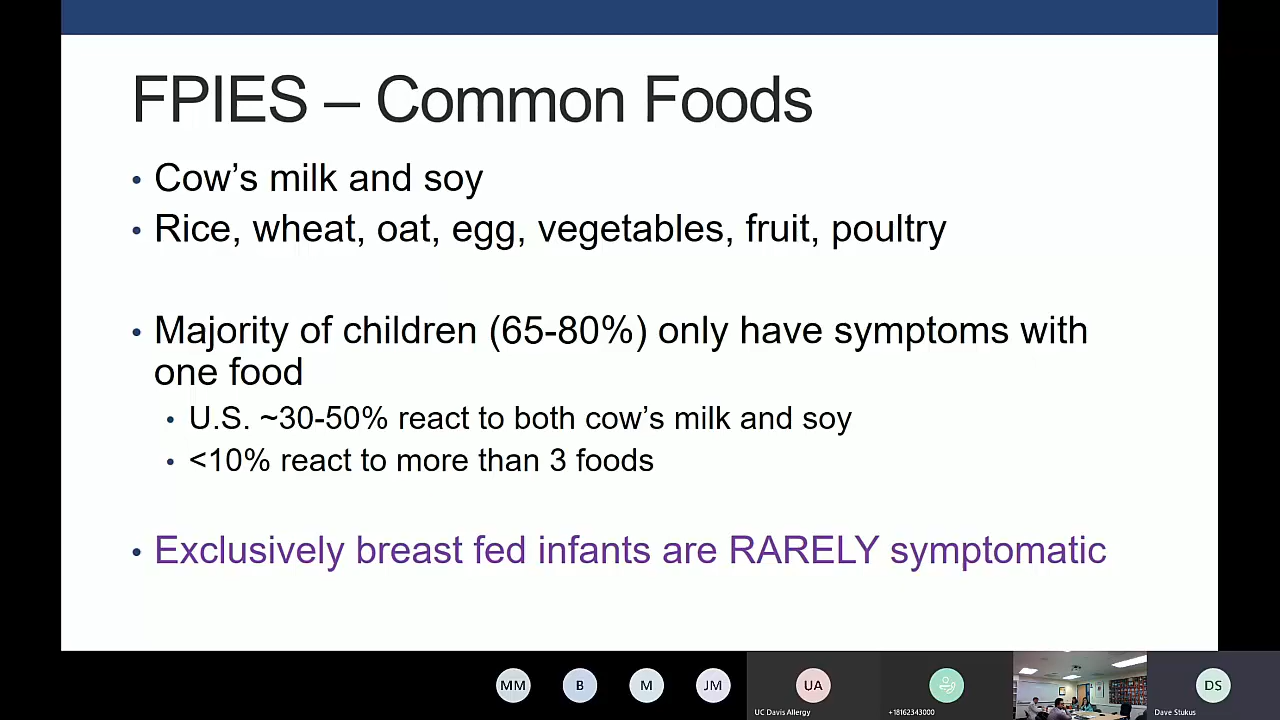 FPIES – Common Foods
• Cow’s milk and soy
• Rice, wheat, oat, egg, vegetables, fruit, poultry
• Majority of children (65-80%) only have symptoms with
one food
• U.S. ~30-50% react to both cow’s milk and soy
• <10% react to more than 3 foods
• Exclusively breast fed infants are RARELY symptomatic
MM B M JM UA DS
UC Davis Allergy +18162343000 Dave Stukus